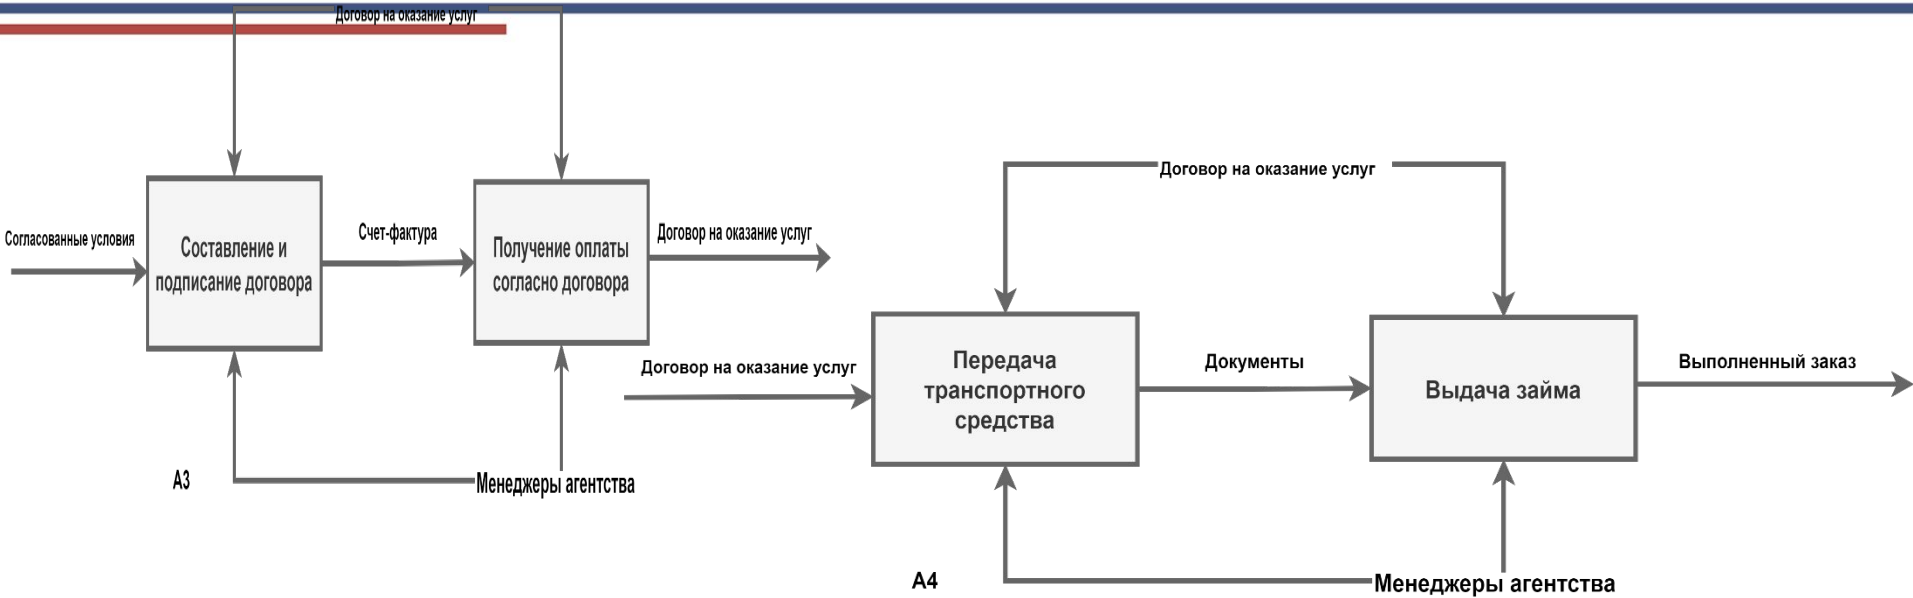 Договор на оказание услуг
Согласованные условия
Составление и
подписание договора
Счет-фактура
Получение оплаты
согласно договора
Договор на оказание услуг
А3
Менеджеры агентства
Договор на оказание услуг
Договор на оказание услуг
Передача
транспортного
средства
Документы
Выдача займа
Выполненный заказ
А4
Менеджеры агентства